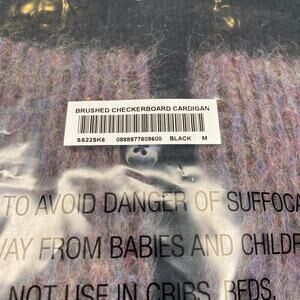 BRUSHED CHECKERBOARD CARDIGAN
SS22SK6 0888977809600 BLACK M
TO AVOID DANGER OF SUFFOCA
WAY FROM BABIES AND CHILDR
NOT USE IN CRIBS, BEDS,